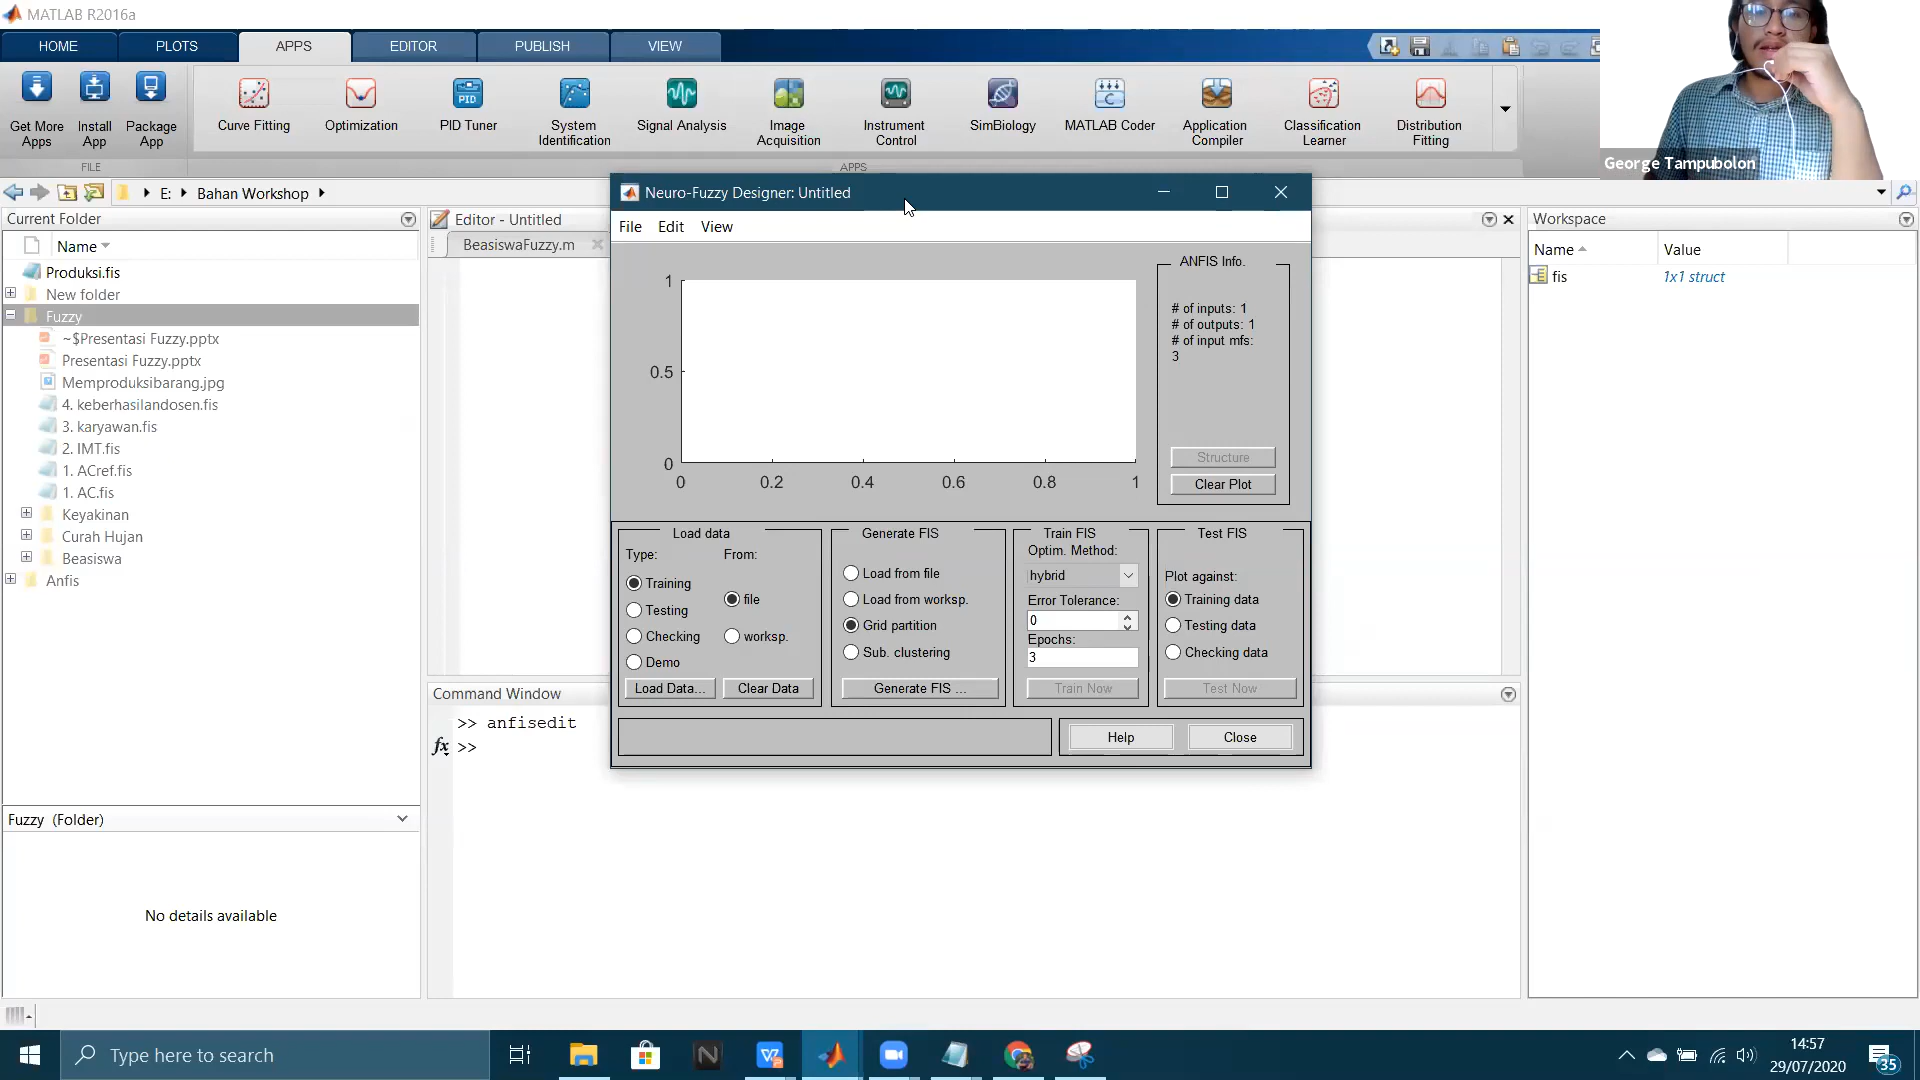 MATLAB R2016a
HOME
PLOTS
APPS
EDITOR
PUBLISH
VIEW
Get More
Apps
Install
App
Package
App
Curve Fitting
Optimization
PID
PID Tuner
System
Identification
Signal Analysis
Image
Acquisition
Instrument
Control
SimBiology
MATLAB Coder
Application
Compiler
Classification
Learner
Distribution
Fitting
FILE
APPS
George Tampubolon
E:
Bahan Workshop
Current Folder
Name
Produksi.fis
New folder
Fuzzy
~$Presentasi Fuzzy.pptx
Presentasi Fuzzy.pptx
Memproduksibarang.jpg
4. keberhasilandosen.fis
3. karyawan.fis
2. IMT.fis
1. ACref.fis
1. AC.fis
Keyakinan
Curah Hujan
Beasiswa
Anfis
Fuzzy (Folder)
No details available
Editor - Untitled
BeasiswaFuzzy.m
Neuro-Fuzzy Designer: Untitled
File
Edit
View
1
0.5
0
0
0.2
0.4
0.6
0.8
1
ANFIS Info.
# of inputs: 1
# of outputs: 1
# of input mfs:
3
Structure
Clear Plot
Load data
Type:
From:
Training
Testing
Checking
Demo
file
worksp.
Load Data...
Clear Data
Generate FIS
Load from file
Load from worksp.
Grid partition
Sub. clustering
Generate FIS ...
Train FIS
Optim. Method:
hybrid
Error Tolerance:
0
Epochs:
3
Train Now
Test FIS
Plot against:
Training data
Testing data
Checking data
Test Now
Help
Close
Command Window
>> anfisedit
fx >>
Workspace
Name
Value
fis
1x1 struct
Type here to search
14:57
29/07/2020
35